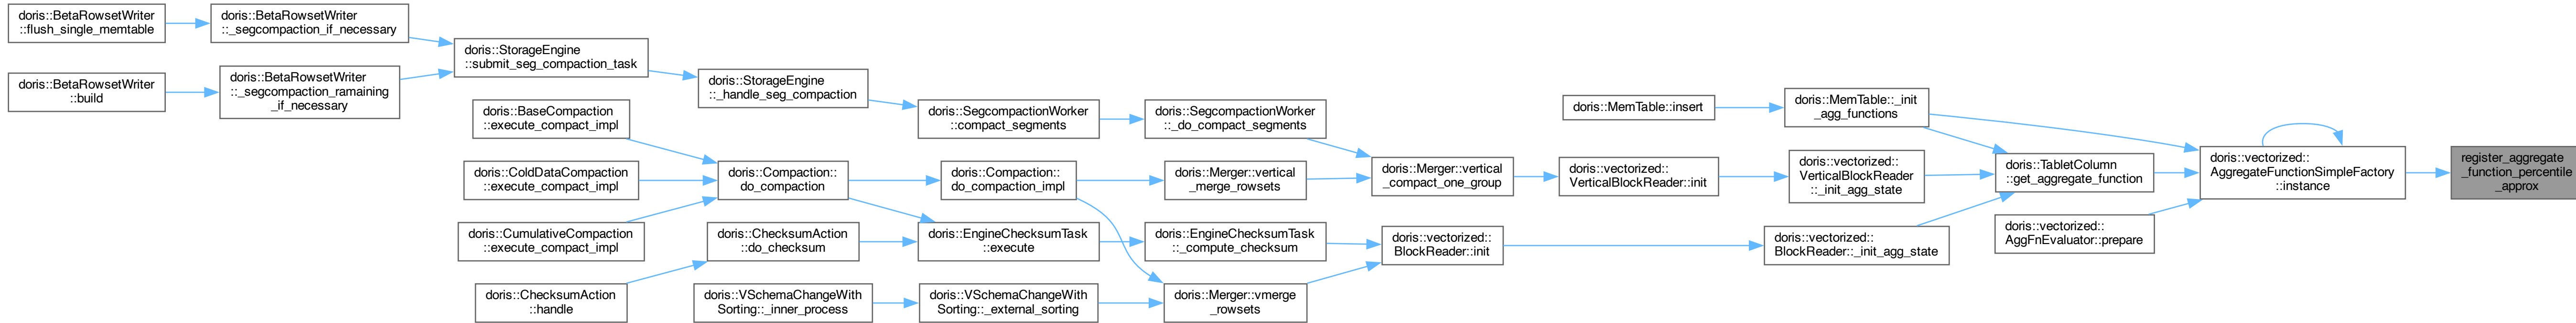 doris::BetaRowsetWriter
::flush_single_memtable
doris::BetaRowsetWriter
::_segcompaction_if_necessary
doris::BetaRowsetWriter
::build
doris::BetaRowsetWriter
::_segcompaction_ramaining
_if_necessary
doris::StorageEngine
::submit_seg_compaction_task
doris::StorageEngine
::_handle_seg_compaction
doris::BaseCompaction
::execute_compact_impl
doris::ColdDataCompaction
::execute_compact_impl
doris::CumulativeCompaction
::execute_compact_impl
doris::ChecksumAction
::handle
doris::Compaction::
do_compaction
doris::ChecksumAction
::do_checksum
doris::VSchemaChangeWith
Sorting::_inner_process
doris::SegcompactionWorker
::compact_segments
doris::Compaction::
do_compaction_impl
doris::EngineChecksumTask
::execute
doris::VSchemaChangeWith
Sorting::_external_sorting
doris::SegcompactionWorker
::_do_compact_segments
doris::Merger::vertical
_merge_rowsets
doris::EngineChecksumTask
::_compute_checksum
doris::Merger::vmerge
_rowsets
doris::Merger::vertical
_compact_one_group
doris::vectorized::
BlockReader::init
doris::MemTable::insert
doris::vectorized::
VerticalBlockReader::init
doris::MemTable::_init
_agg_functions
doris::vectorized::
VerticalBlockReader
::_init_agg_state
doris::vectorized::
BlockReader::_init_agg_state
doris::TabletColumn
::get_aggregate_function
doris::vectorized::
AggFnEvaluator::prepare
doris::vectorized::
AggregateFunctionSimpleFactory
::instance
register_aggregate
_function_percentile
_approx